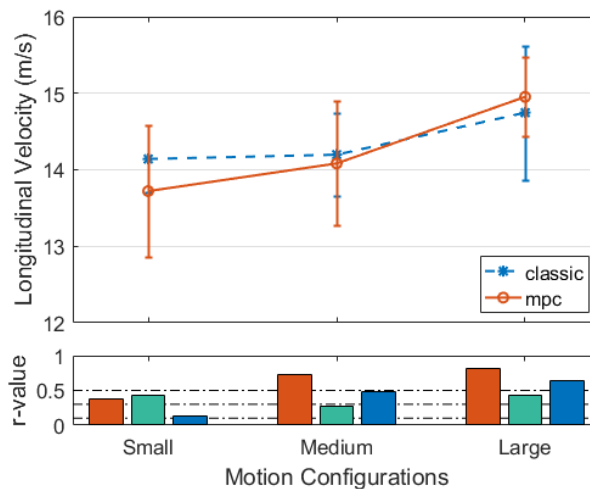 Longitudinal Velocity (m/s)
16
15
14
13
12
classic
mpc
r-value
1
0.5
0
Small Medium Large
Motion Configurations